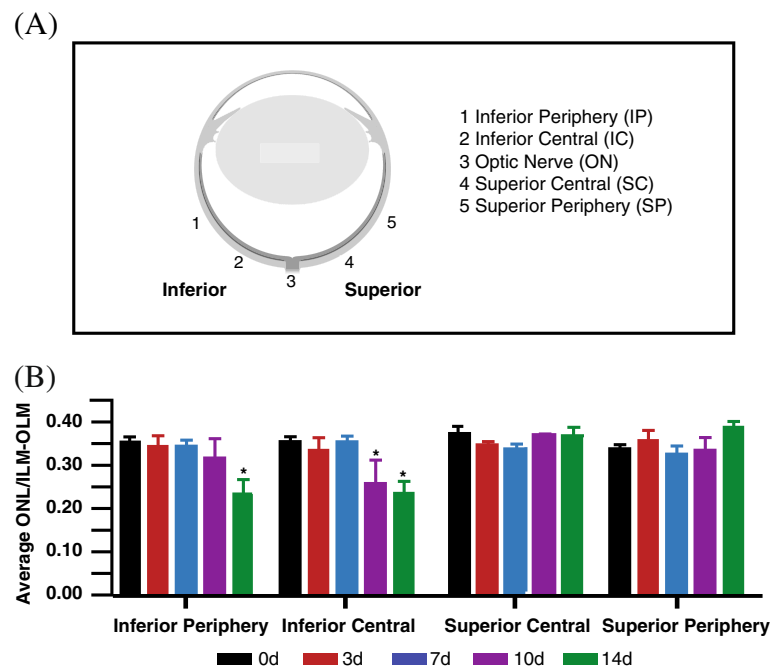 (A)
1 Inferior Periphery (IP)
2 Inferior Central (IC)
3 Optic Nerve (ON)
4 Superior Central (SC)
5 Superior Periphery (SP)
1
5
2
4
3
Inferior
Superior
(B)
Average ONL/ILM-OLM
0.40
0.30
0.20
0.10
0.00
*
*
*
Inferior Periphery
Inferior Central
Superior Central
Superior Periphery
0d
3d
7d
10d
14d